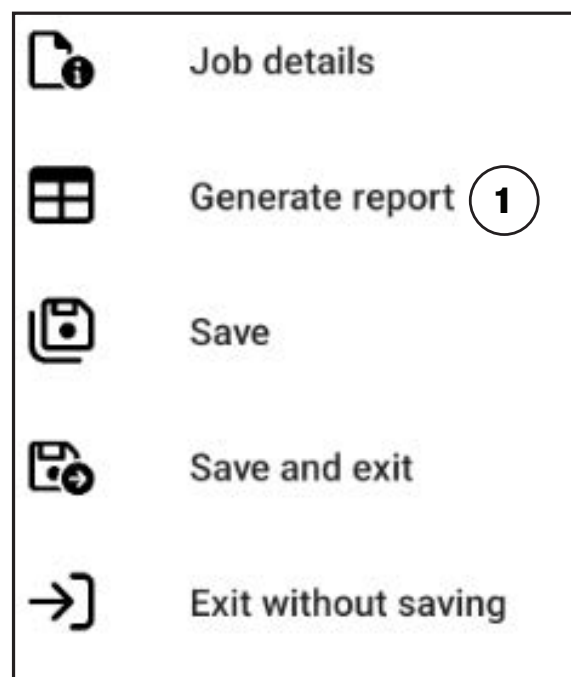 Job details
Generate report 1
Save
Save and exit
Exit without saving